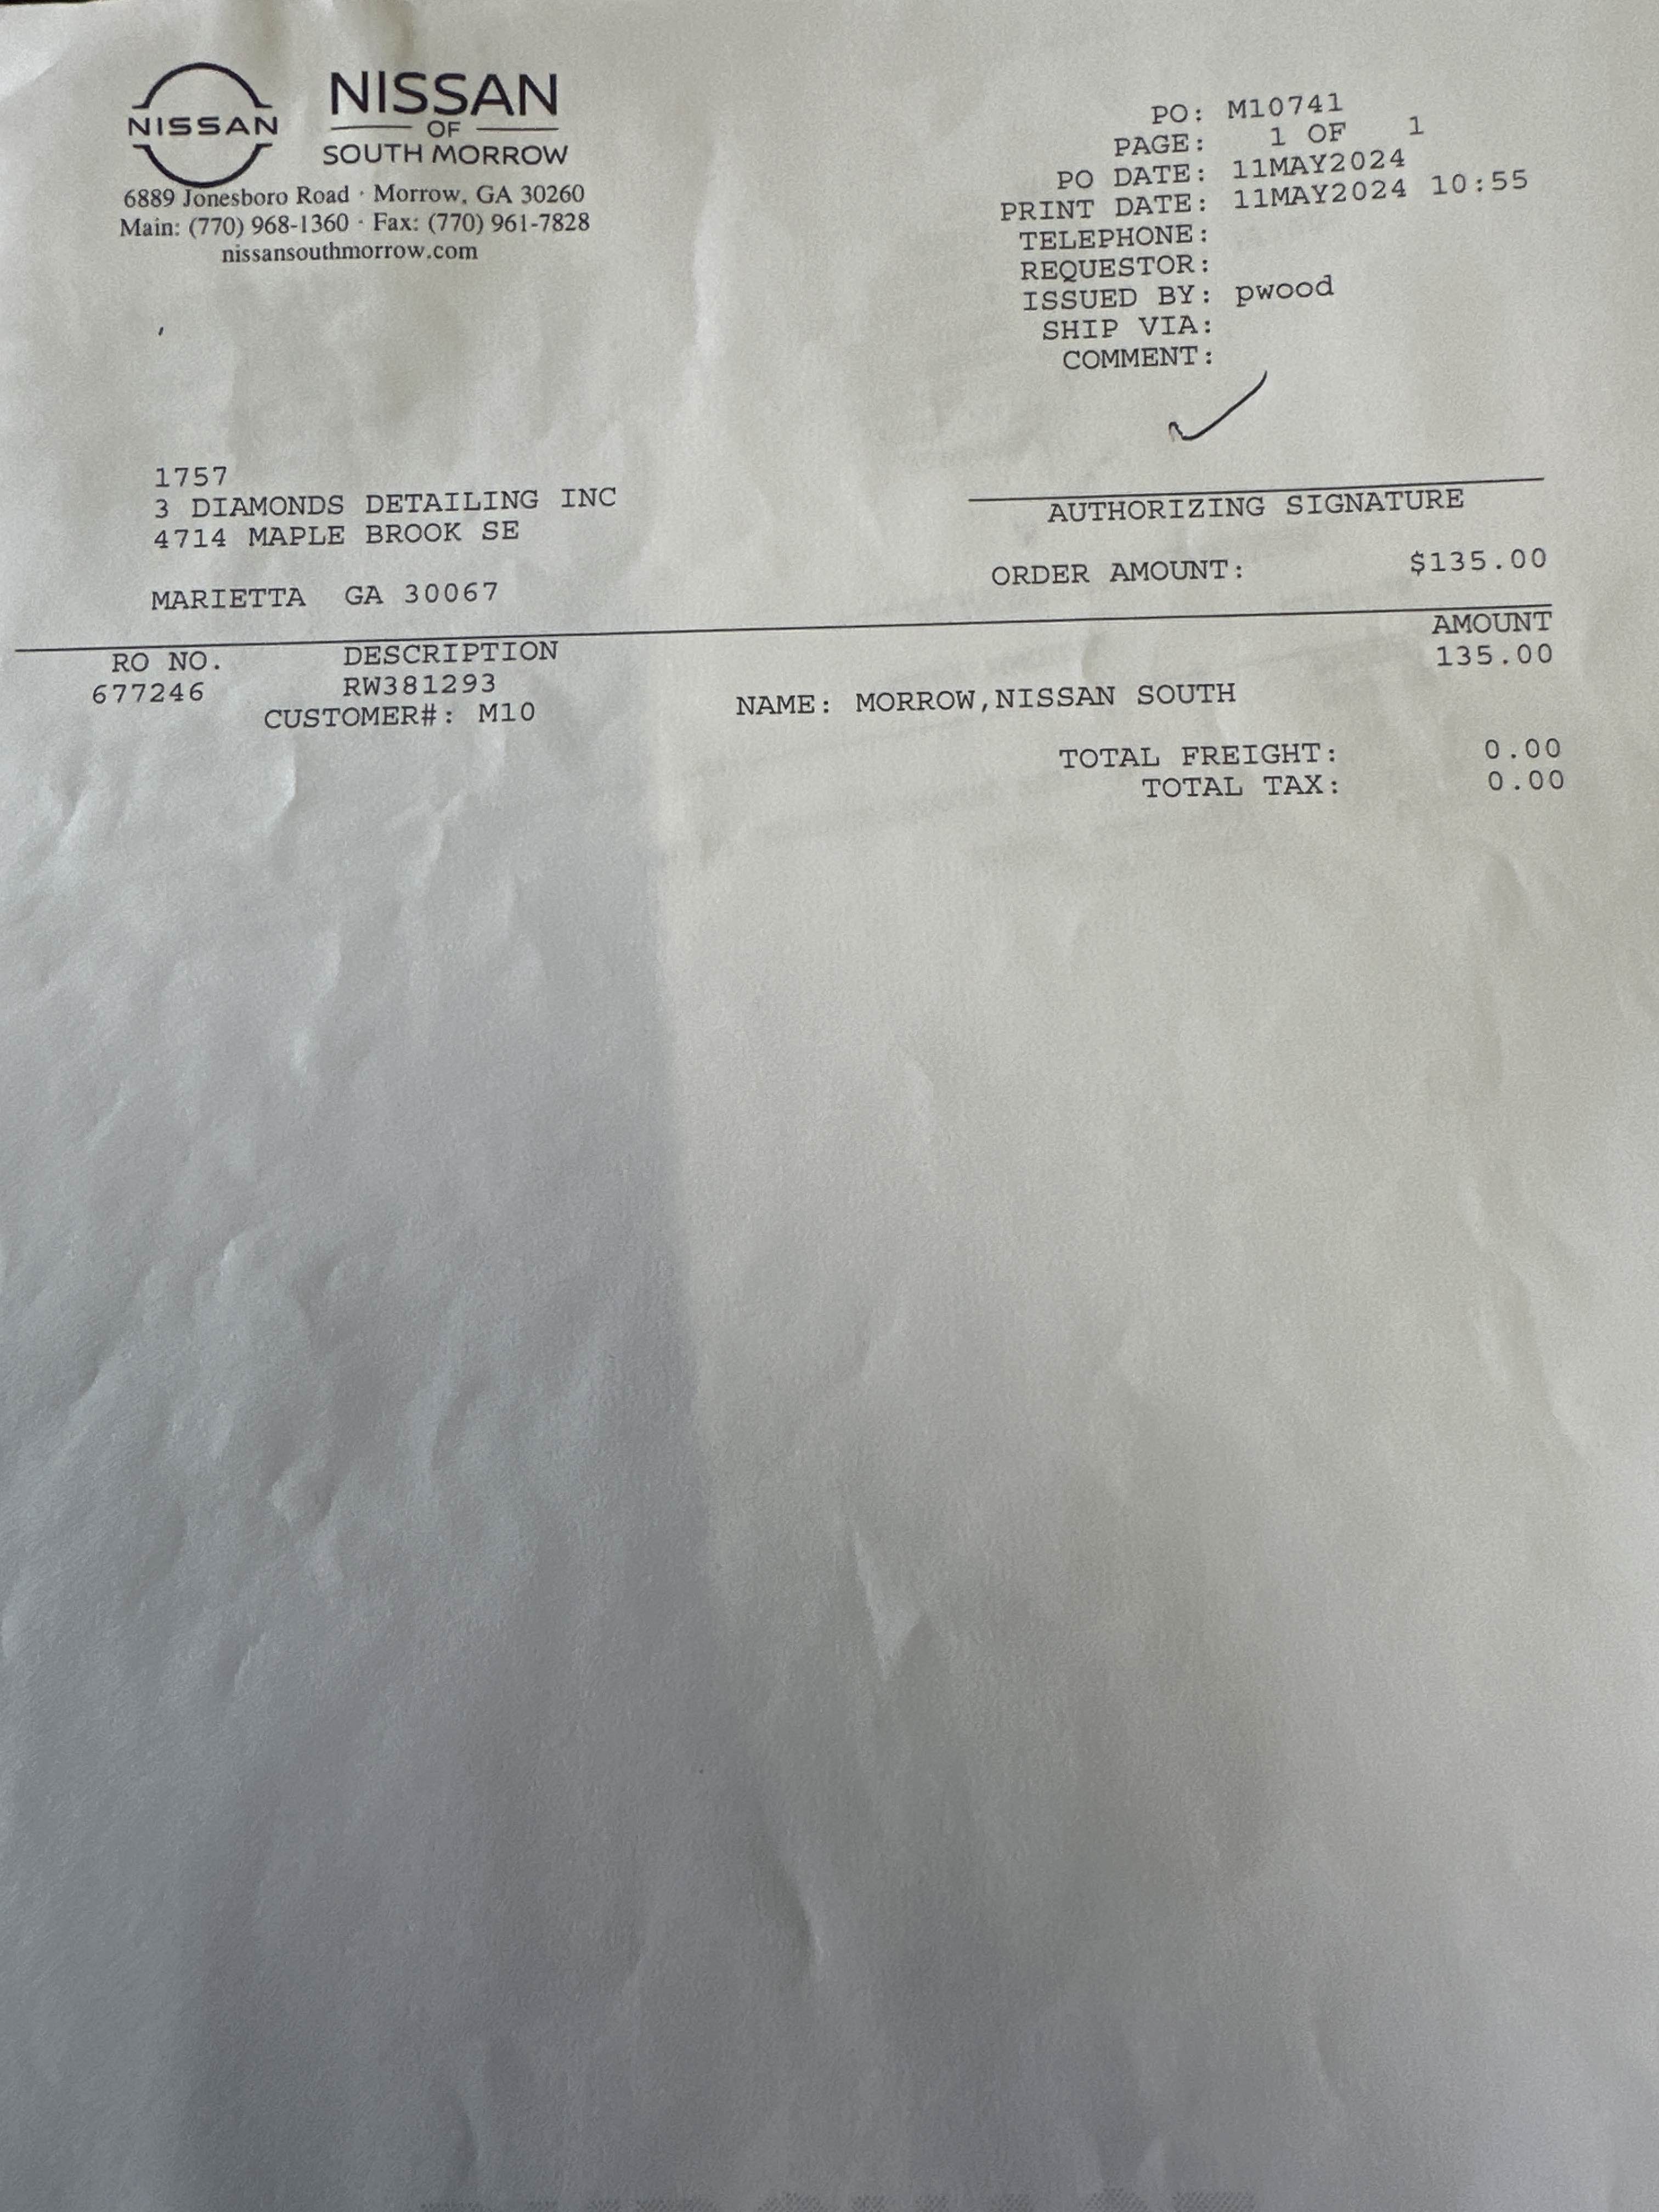 NISSAN
NISSAN
OF
SOUTH MORROW
6889 Jonesboro Road · Morrow, GA 30260
Main: (770) 968-1360 · Fax: (770) 961-7828
nissansouthmorrow.com
PO: M10741
PAGE: 1 OF 1
PO DATE: 11MAY2024
PRINT DATE: 11MAY2024 10:55
TELEPHONE:
REQUESTOR:
ISSUED BY: pwood
SHIP VIA:
COMMENT:
1757
3 DIAMONDS DETAILING INC
4714 MAPLE BROOK SE
MARIETTA GA 30067
AUTHORIZING SIGNATURE
ORDER AMOUNT: $135.00
RO NO. DESCRIPTION AMOUNT
677246 RW381293 135.00
CUSTOMER#: M10 NAME: MORROW,NISSAN SOUTH
TOTAL FREIGHT: 0.00
TOTAL TAX: 0.00